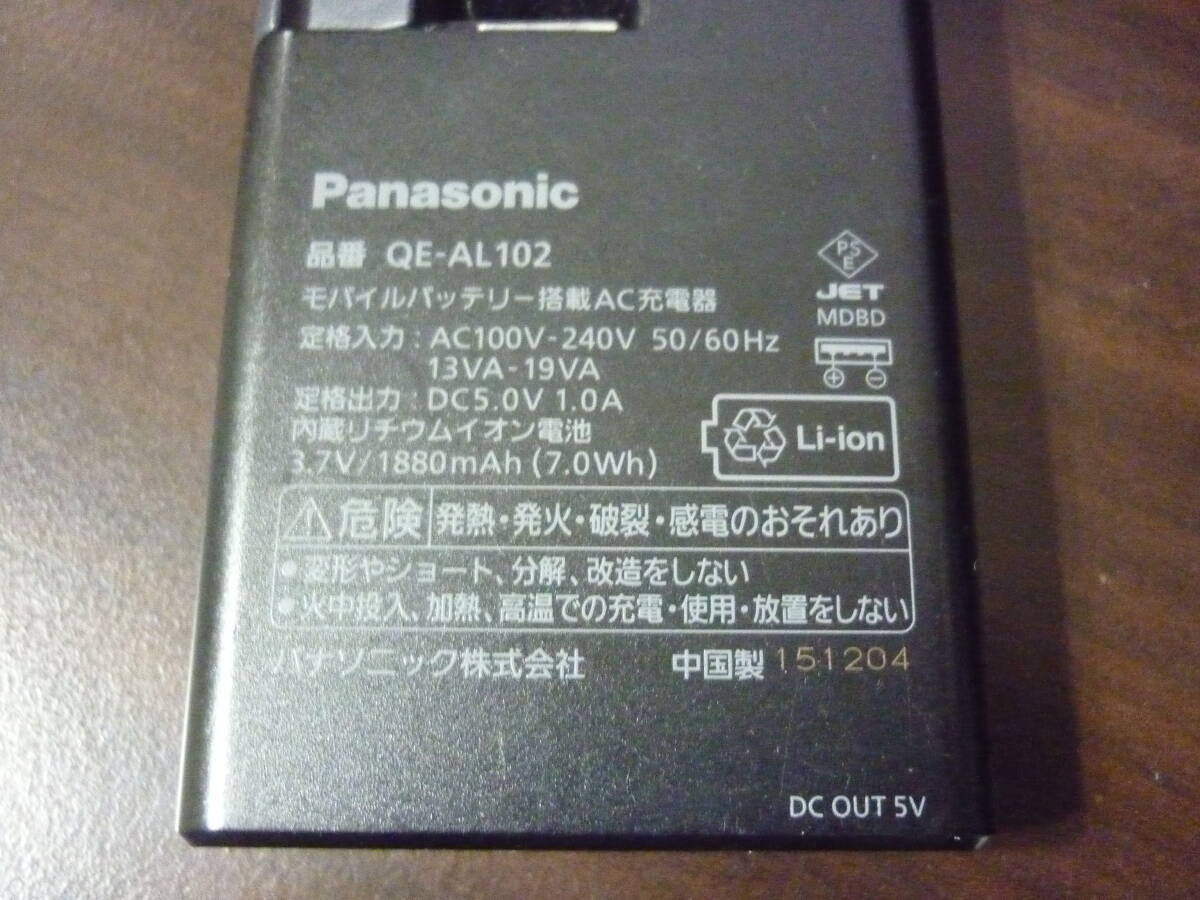 Panasonic
品番 QE-AL102
モバイルバッテリー搭載AC充電器
定格入力：AC100V-240V 50/60Hz
13VA-19VA
定格出力：DC5.0V 1.0A
内蔵リチウムイオン電池
3.7V/1880mAh (7.0Wh)
PSE
JET
MDBD
⊕ ⊖
Li-ion
危険 発熱・発火・破裂・感電のおそれあり
●変形やショート、分解、改造をしない
●火中投入、加熱、高温での充電・使用・放置をしない
パナソニック株式会社 中国製 151204
DC OUT 5V